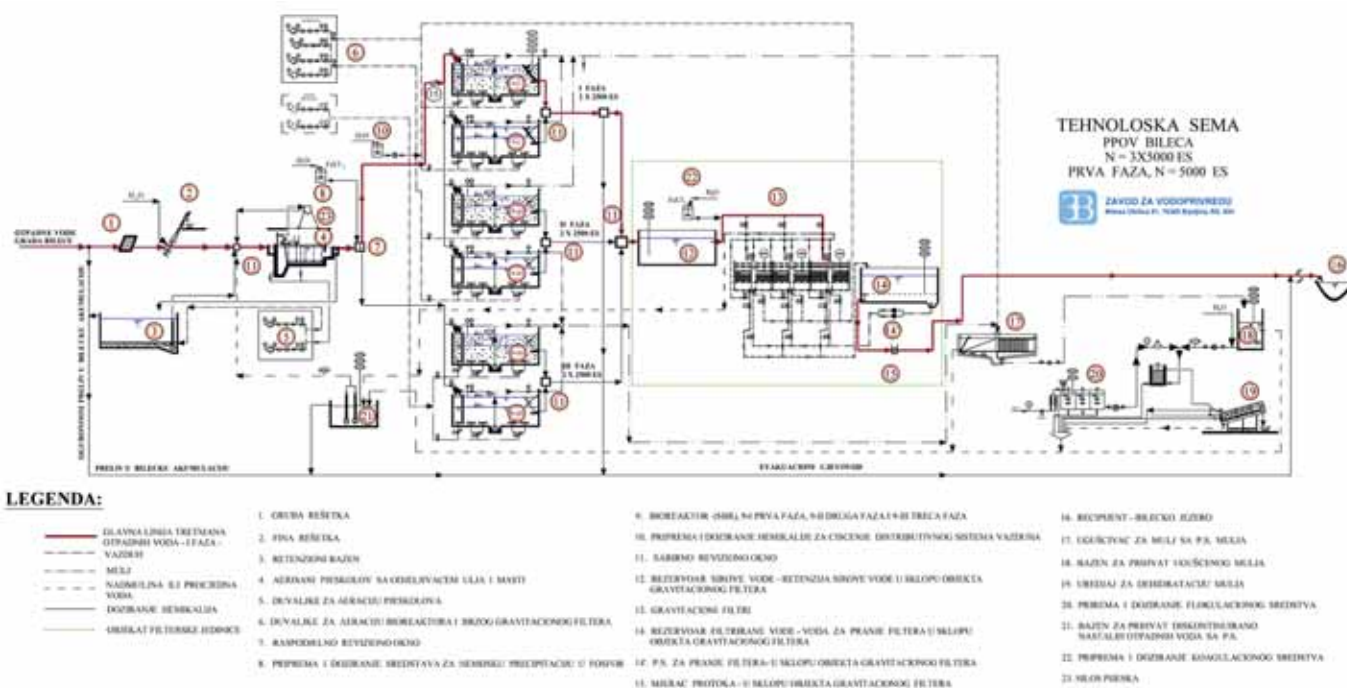 TEHNOLOSKA SEMA
PPOV BILECA
N = 3X5000 ES
PRVA FAZA, N = 5000 ES
ZAVOD ZA VODOPRIVREDU
I FAZA
2 X 2500 ES
II FAZA
2 X 2500 ES
III FAZA
2 X 2500 ES
OTPADNE VODE
GRADA BILECE
PRELIV U BILECKU AKUMULACIJU
EVAKUACIONI CJEVOVOD
LEGENDA:
GLAVNA LINIJA TRETMANA
OTPADNIH VODA - I FAZA -
VAZDUH
MULJ
NADMULJNA ILI PROCJEDNA
VODA
DOZIRANJE HEMIKALIJA
OBJEKAT FILTERSKE JEDINICE
1. GRUBA REŠETKA
2. FINA REŠETKA
3. RETENZIONI BAZEN
4. AERISANI PJESKOLOV SA ODJELJIVACEM ULJA I MASTI
5. DUVALJKE ZA AERACIJU PJESKOLOVA
6. DUVALJKE ZA AERACIJU BIOREAKTORA I BRZOG GRAVITACIONOG FILTERA
7. RASPODJELNO REVIZIONO OKNO
8. PRIPREMA I DOZIRANJE SREDSTAVA ZA HEMIJSKU PRECIPITACIJU U FOSFOR
9. BIOREAKTOR (SBR), 9-I PRVA FAZA, 9-II DRUGA FAZA I 9-III TRECA FAZA
10. PRIPREMA I DOZIRANJE HEMIKALIJE ZA CISCENJE DISTRIBUTIVNOG SISTEMA VAZDUHA
11. SABIRNO REVIZIONO OKNO
12. REZERVOAR SIROVE VODE - RETENZIJA SIROVE VODE U SKLOPU OBJEKTA
GRAVITACIONOG FILTERA
13. GRAVITACIONI FILTRI
14. REZERVOAR FILTRIRANE VODE - VODA ZA PRANJE FILTERA U SKLOPU
OBJEKTA GRAVITACIONOG FILTERA
14'. P.S. ZA PRANJE FILTERA- U SKLOPU OBJEKTA GRAVITACIONOG FILTERA
15. MJERAC PROTOKA - U SKLOPU OBJEKTA GRAVITACIONOG FILTERA
16. RECIPIJENT - BILECKO JEZERO
17. UGUŠCIVAC ZA MULJ SA P.S. MULJA
18. BAZEN ZA PRIHVAT UGUŠCENOG MULJA
19. UREDJAJ ZA DEHIDRATACIJU MULJA
20. PRIPREMA I DOZIRANJE FLOKULACIONOG SREDSTVA
21. BAZEN ZA PRIHVAT DISKONTINUIRANO
NASTALIH OTPADNIH VODA SA P.S.
22. PRIPREMA I DOZIRANJE KOAGULACIONOG SREDSTVA
23. SILOS PIJESKA